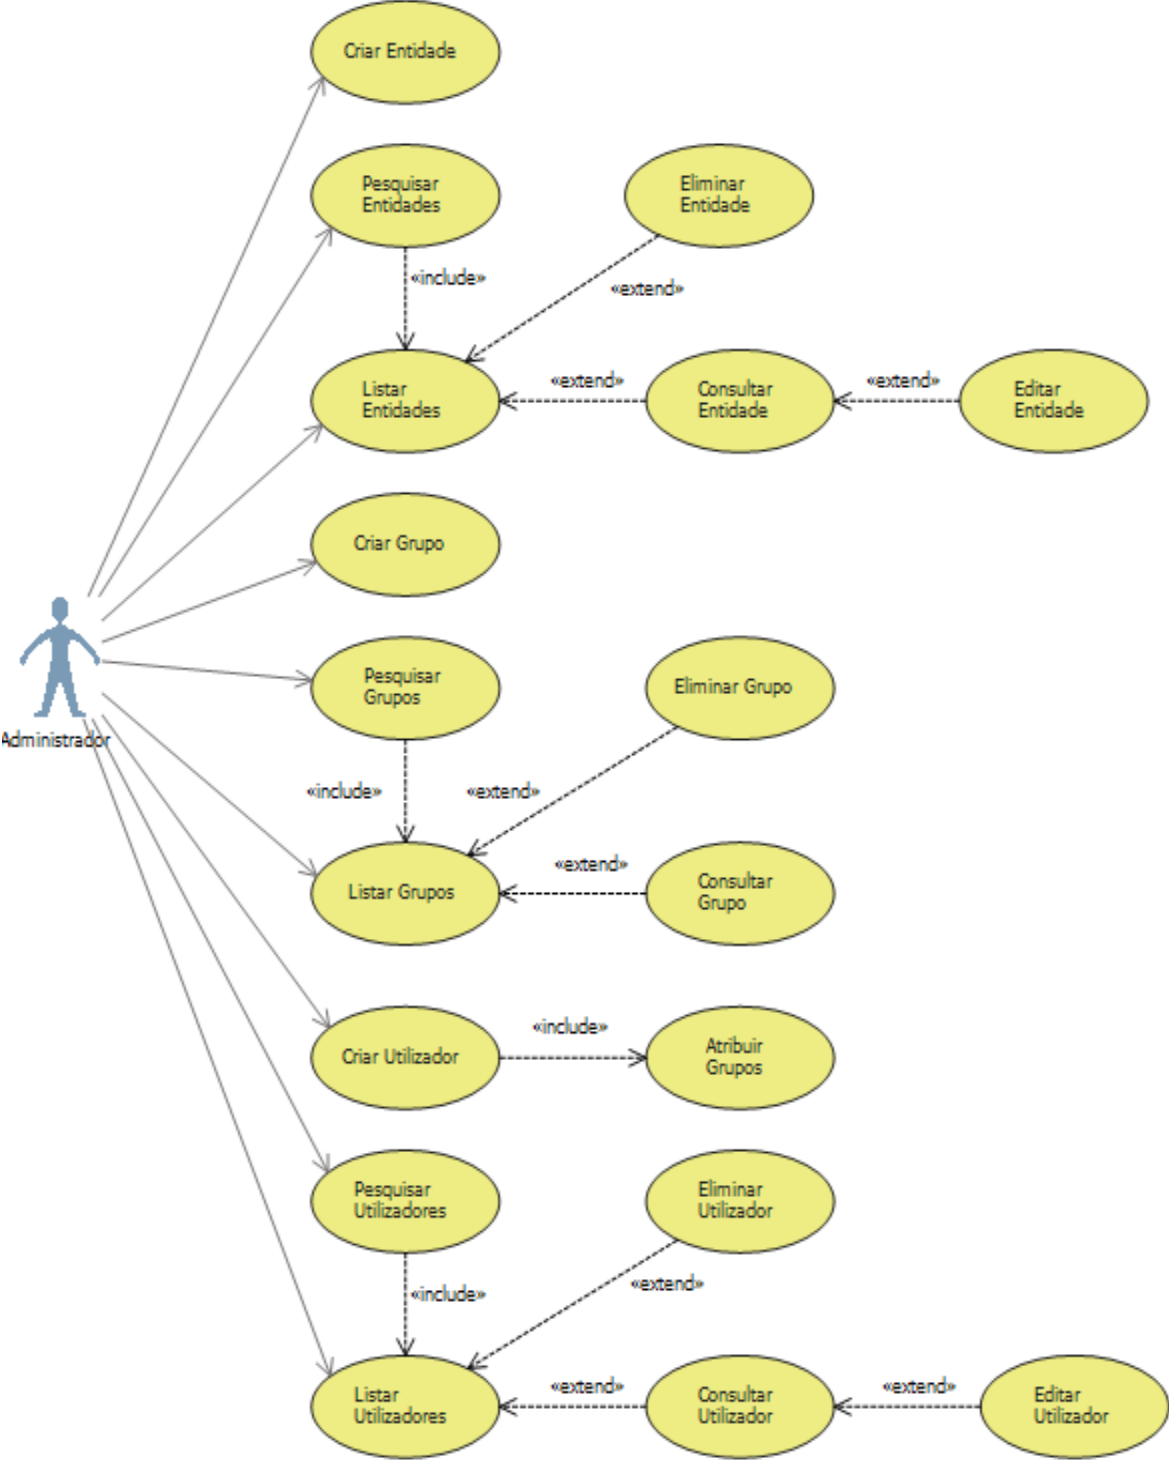 Criar Entidade
Pesquisar
Entidades
Eliminar
Entidade
«include»
«extend»
Listar
Entidades
«extend»
Consultar
Entidade
«extend»
Editar
Entidade
Criar Grupo
Administrador
Pesquisar
Grupos
Eliminar Grupo
«include»
«extend»
Listar Grupos
«extend»
Consultar
Grupo
Criar Utilizador
«include»
Atribuir
Grupos
Pesquisar
Utilizadores
Eliminar
Utilizador
«include»
«extend»
Listar
Utilizadores
«extend»
Consultar
Utilizador
«extend»
Editar
Utilizador